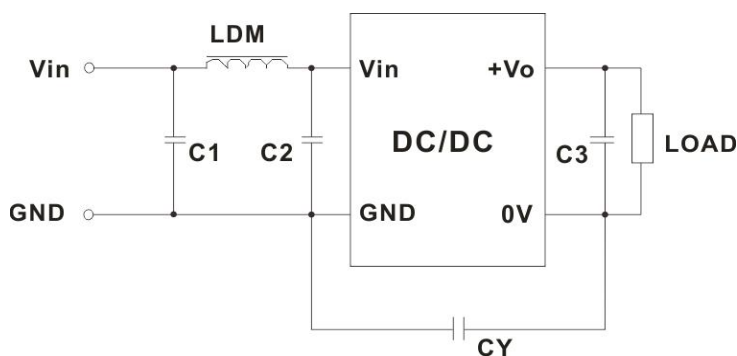 LDM
Vin
Vin
+Vo
C1
C2
DC/DC
C3
LOAD
GND
GND
0V
CY